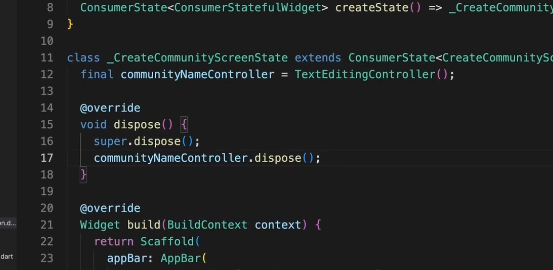 8 ConsumerState<ConsumerStatefulWidget> createState() => _CreateCommunity
9 }
10
11 class _CreateCommunityScreenState extends ConsumerState<CreateCommunitySc
12 final communityNameController = TextEditingController();
13
14 @override
15 void dispose() {
16 super.dispose();
17 communityNameController.dispose();
18 }
19
20 @override
21 Widget build(BuildContext context) {
22 return Scaffold(
23 appBar: AppBar(
en.d...
dart